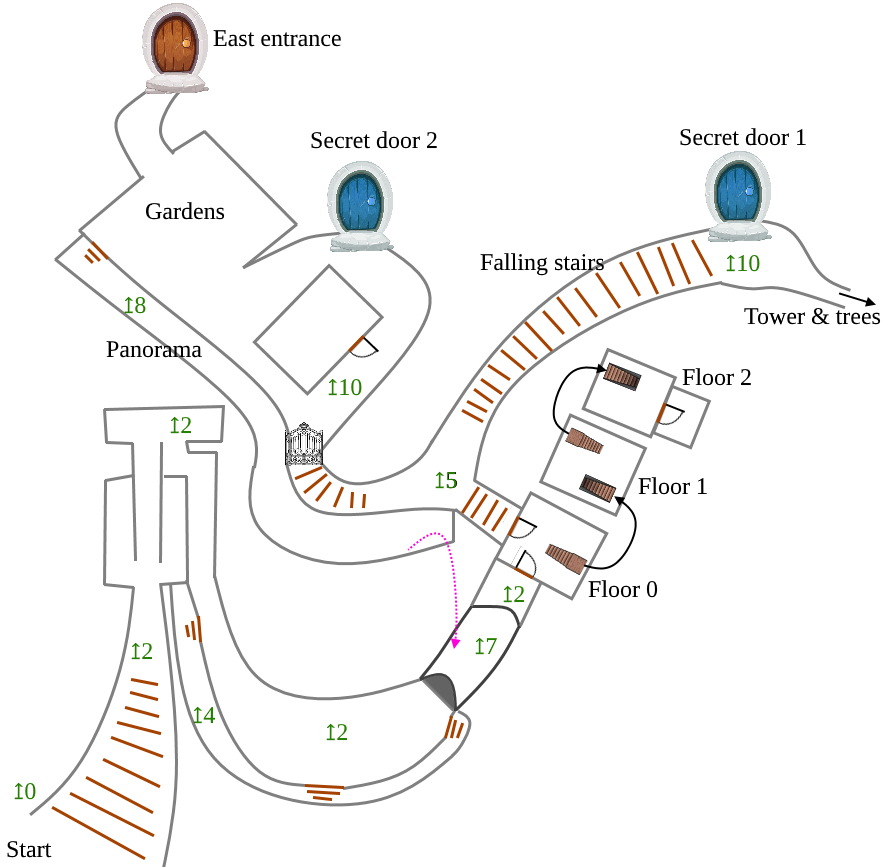 East entrance
Secret door 2
Secret door 1
Gardens
Falling stairs
↥10
↥8
Tower & trees
Panorama
Floor 2
↥10
↥2
↥5
Floor 1
Floor 0
↥2
↥7
↥2
↥4
↥2
↥0
Start